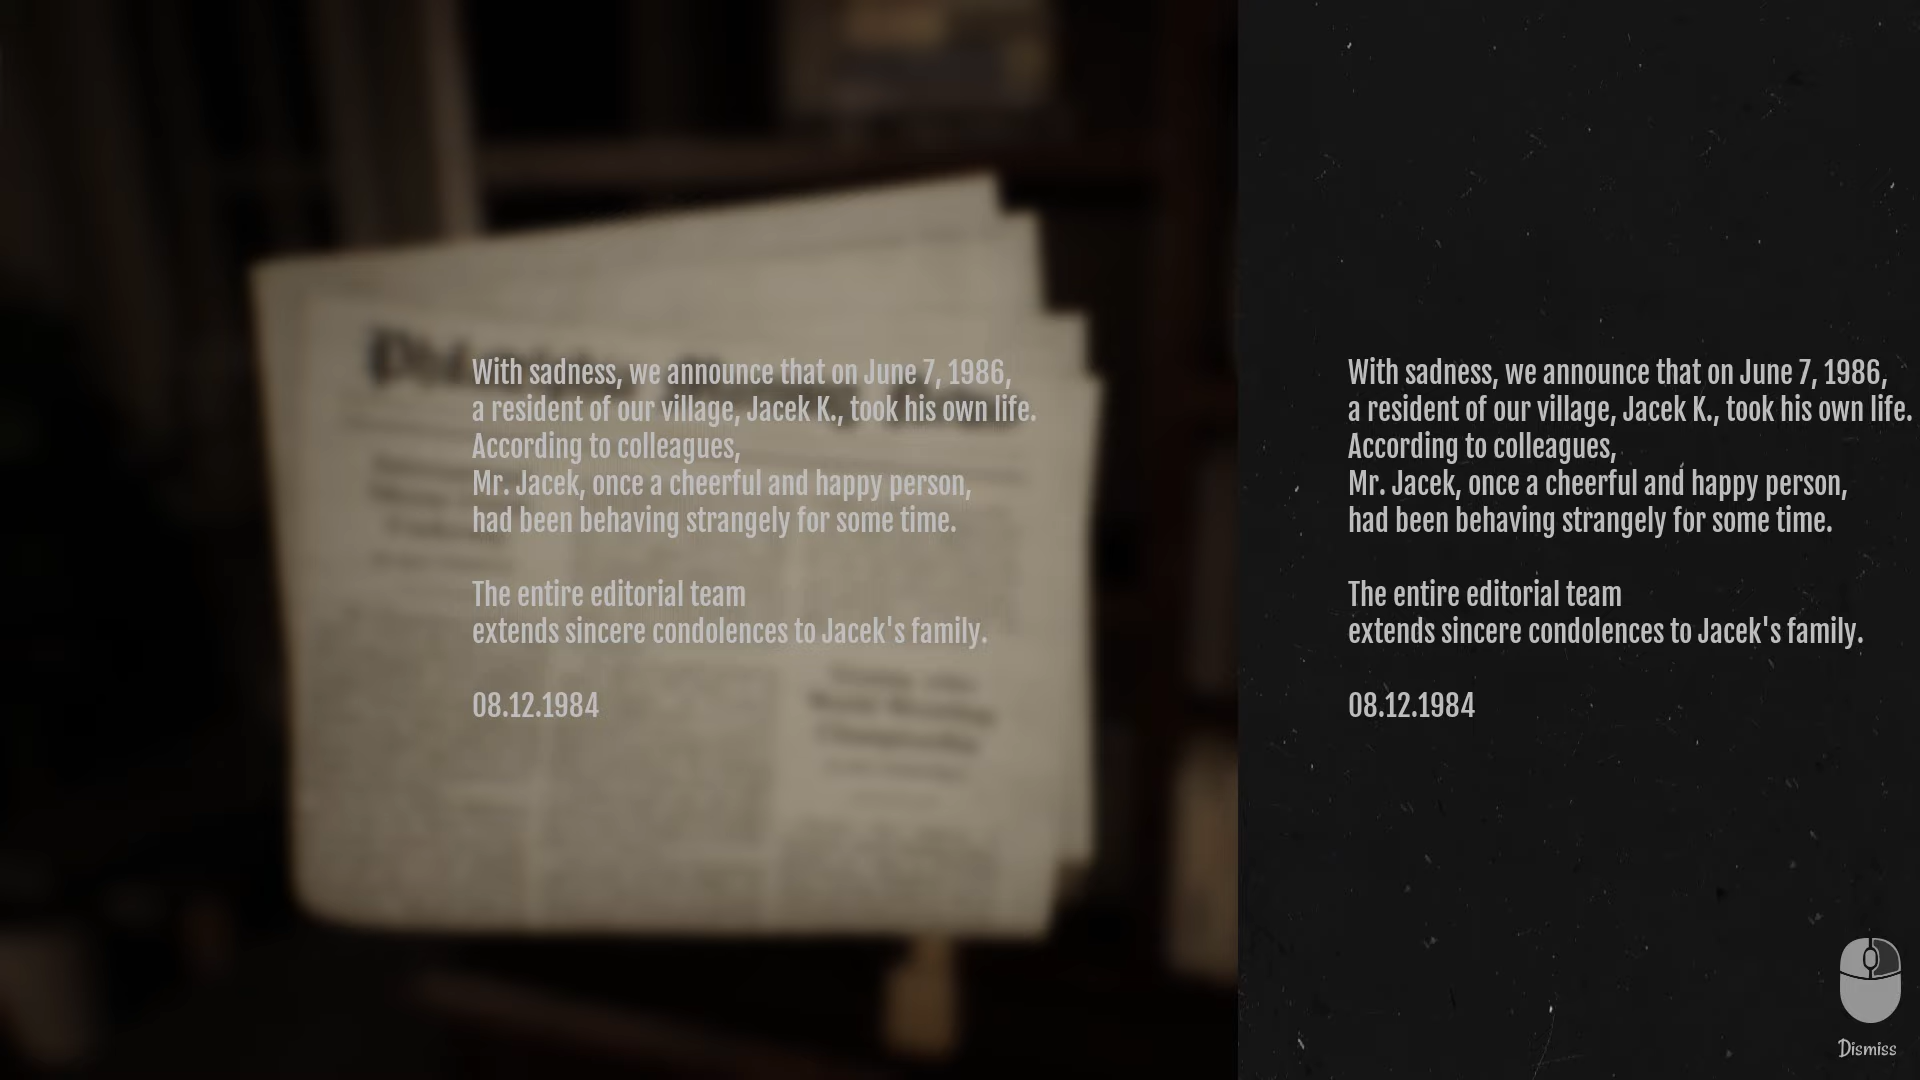 With sadness, we announce that on June 7, 1986,
a resident of our village, Jacek K., took his own life.
According to colleagues,
Mr. Jacek, once a cheerful and happy person,
had been behaving strangely for some time.
The entire editorial team
extends sincere condolences to Jacek's family.
08.12.1984
With sadness, we announce that on June 7, 1986,
a resident of our village, Jacek K., took his own life.
According to colleagues,
Mr. Jacek, once a cheerful and happy person,
had been behaving strangely for some time.
The entire editorial team
extends sincere condolences to Jacek's family.
08.12.1984
Dismiss